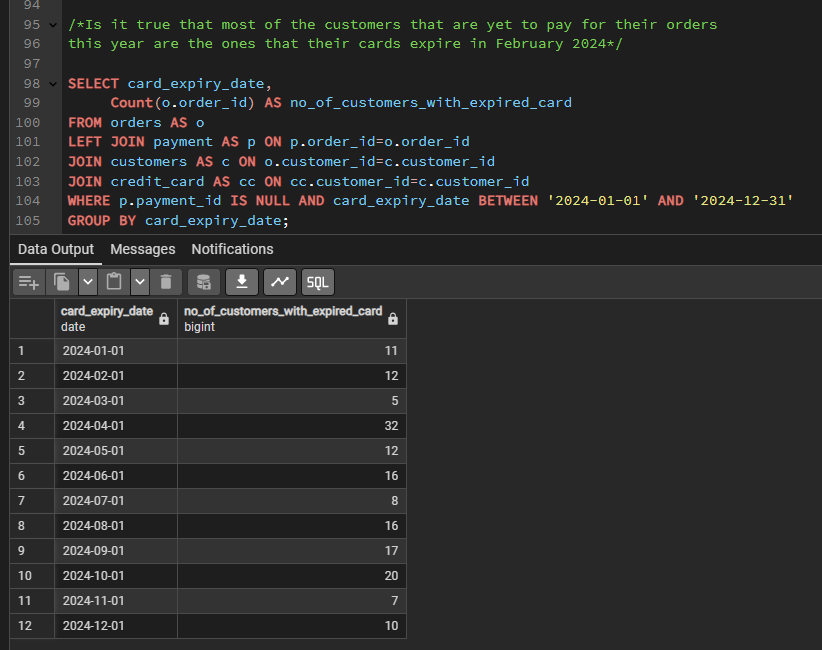 94
95 /*Is it true that most of the customers that are yet to pay for their orders
96 this year are the ones that their cards expire in February 2024*/
97
98 SELECT card_expiry_date,
99 Count(o.order_id) AS no_of_customers_with_expired_card
100 FROM orders AS o
101 LEFT JOIN payment AS p ON p.order_id=o.order_id
102 JOIN customers AS c ON o.customer_id=c.customer_id
103 JOIN credit_card AS cc ON cc.customer_id=c.customer_id
104 WHERE p.payment_id IS NULL AND card_expiry_date BETWEEN '2024-01-01' AND '2024-12-31'
105 GROUP BY card_expiry_date;
Data Output Messages Notifications
SQL
card_expiry_date no_of_customers_with_expired_card
date bigint
1 2024-01-01 11
2 2024-02-01 12
3 2024-03-01 5
4 2024-04-01 32
5 2024-05-01 12
6 2024-06-01 16
7 2024-07-01 8
8 2024-08-01 16
9 2024-09-01 17
10 2024-10-01 20
11 2024-11-01 7
12 2024-12-01 10